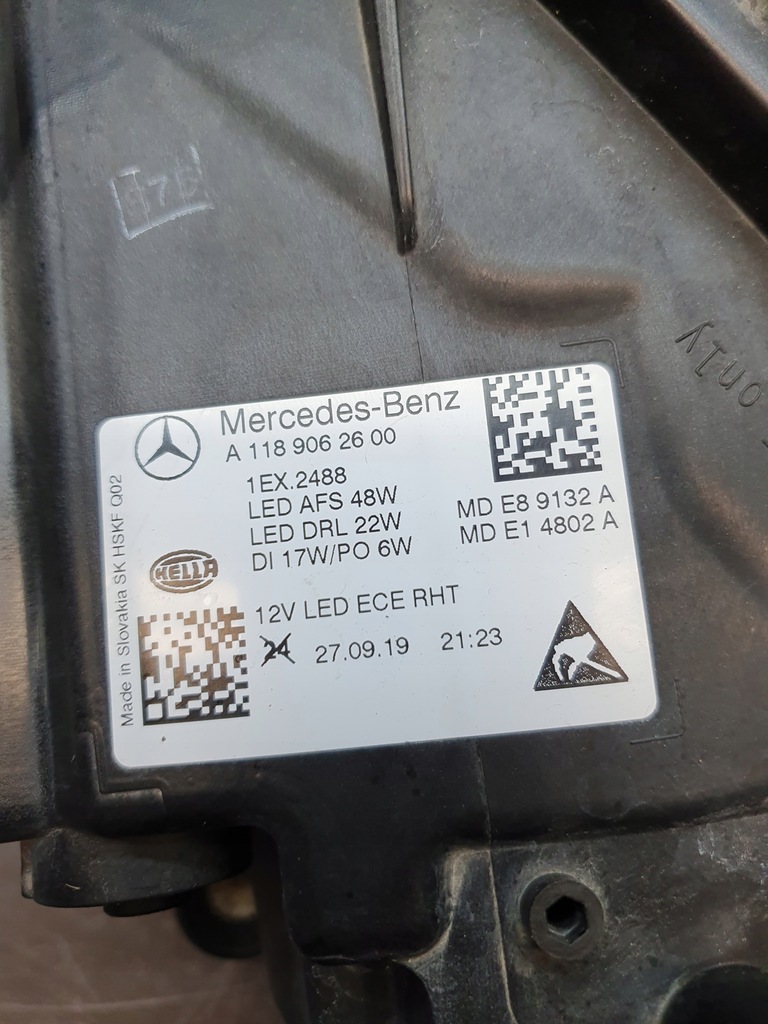 Mercedes-Benz
A 118 906 26 00
1EX.2488
LED AFS 48W
LED DRL 22W
DI 17W/PO 6W
MD E8 9132 A
MD E1 4802 A
HELLA
12V LED ECE RHT
24 27.09.19 21:23
Made in Slovakia SK HSKF Q02
only